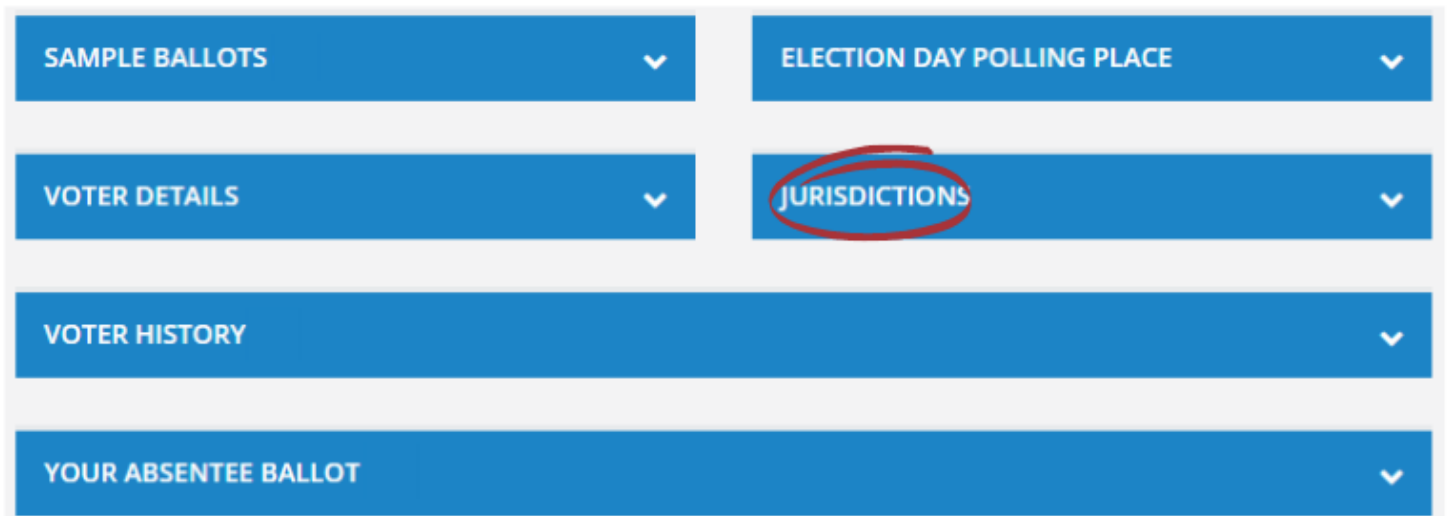 SAMPLE BALLOTS
ELECTION DAY POLLING PLACE
VOTER DETAILS
JURISDICTIONS
VOTER HISTORY
YOUR ABSENTEE BALLOT